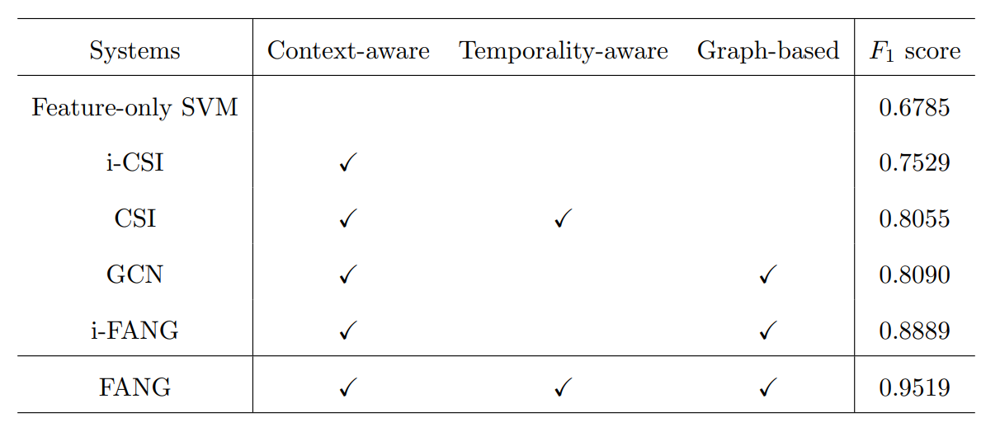 Systems Context-aware Temporality-aware Graph-based F1 score
Feature-only SVM 0.6785
i-CSI ✓ 0.7529
CSI ✓ ✓ 0.8055
GCN ✓ ✓ 0.8090
i-FANG ✓ ✓ 0.8889
FANG ✓ ✓ ✓ 0.9519